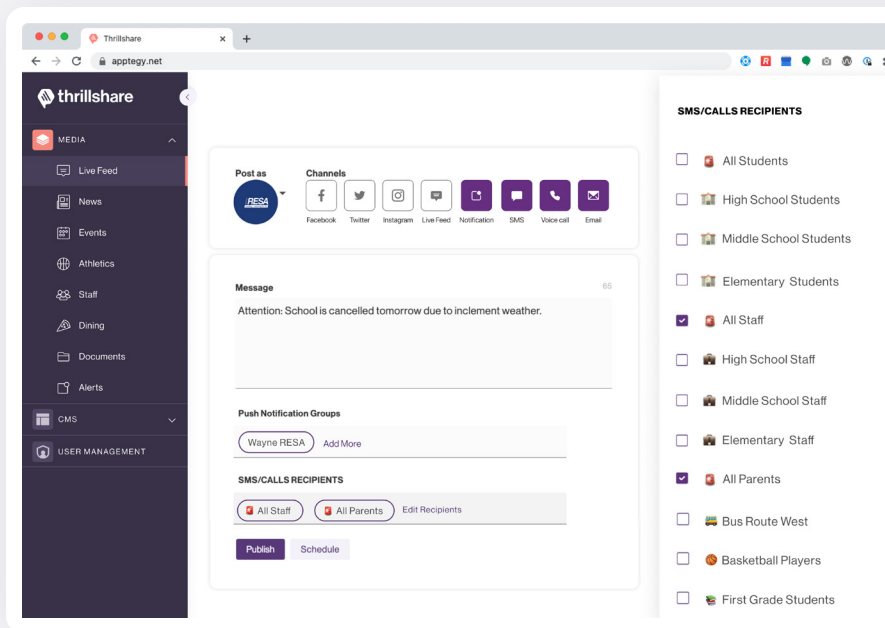 Thrillshare
apptegy.net
thrillshare
MEDIA
Live Feed
News
Events
Athletics
Staff
Dining
Documents
Alerts
CMS
USER MANAGEMENT
Post as
Channels
RESA
Facebook Twitter Instagram Live Feed Notification SMS Voice call Email
Message 65
Attention: School is cancelled tomorrow due to inclement weather.
Push Notification Groups
Wayne RESA Add More
SMS/CALLS RECIPIENTS
All Staff All Parents Edit Recipients
Publish Schedule
SMS/CALLS RECIPIENTS
All Students
High School Students
Middle School Students
Elementary Students
All Staff
High School Staff
Middle School Staff
Elementary Staff
All Parents
Bus Route West
Basketball Players
First Grade Students